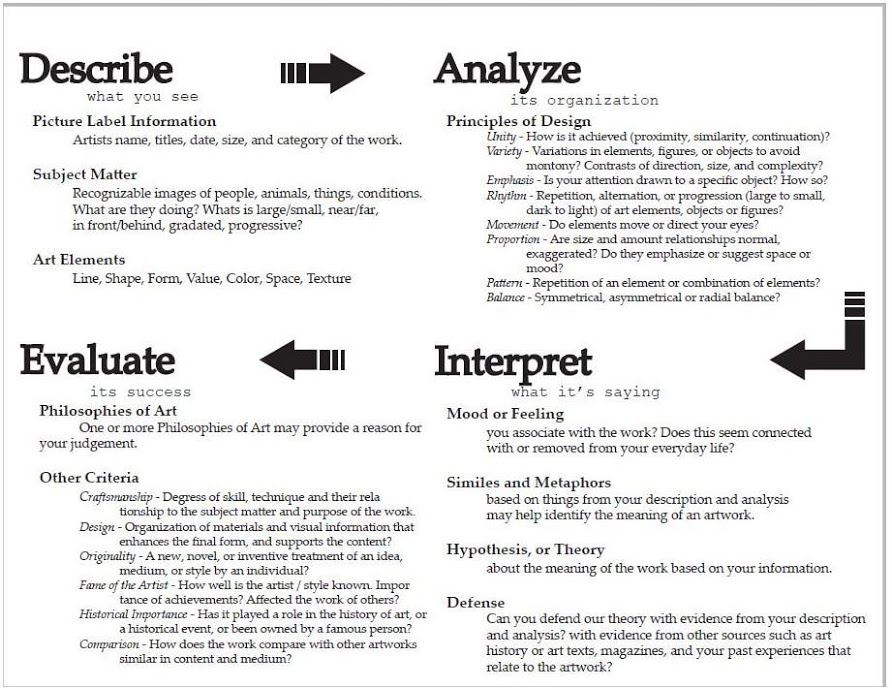 Describe
what you see
Picture Label Information
Artists name, titles, date, size, and category of the work.
Subject Matter
Recognizable images of people, animals, things, conditions.
What are they doing? Whats is large/small, near/far,
in front/behind, gradated, progressive?
Art Elements
Line, Shape, Form, Value, Color, Space, Texture
Analyze
its organization
Principles of Design
Unity - How is it achieved (proximity, similarity, continuation)?
Variety - Variations in elements, figures, or objects to avoid
montony? Contrasts of direction, size, and complexity?
Emphasis - Is your attention drawn to a specific object? How so?
Rhythm - Repetition, alternation, or progression (large to small,
dark to light) of art elements, objects or figures?
Movement - Do elements move or direct your eyes?
Proportion - Are size and amount relationships normal,
exaggerated? Do they emphasize or suggest space or
mood?
Pattern - Repetition of an element or combination of elements?
Balance - Symmetrical, asymmetrical or radial balance?
Interpret
what it's saying
Mood or Feeling
you associate with the work? Does this seem connected
with or removed from your everyday life?
Similes and Metaphors
based on things from your description and analysis
may help identify the meaning of an artwork.
Hypothesis, or Theory
about the meaning of the work based on your information.
Defense
Can you defend our theory with evidence from your description
and analysis? with evidence from other sources such as art
history or art texts, magazines, and your past experiences that
relate to the artwork?
Evaluate
its success
Philosophies of Art
One or more Philosophies of Art may provide a reason for
your judgement.
Other Criteria
Craftsmanship - Degress of skill, technique and their rela
tionship to the subject matter and purpose of the work.
Design - Organization of materials and visual information that
enhances the final form, and supports the content?
Originality - A new, novel, or inventive treatment of an idea,
medium, or style by an individual?
Fame of the Artist - How well is the artist / style known. Impor
tance of achievements? Affected the work of others?
Historical Importance - Has it played a role in the history of art, or
a historical event, or been owned by a famous person?
Comparison - How does the work compare with other artworks
similar in content and medium?